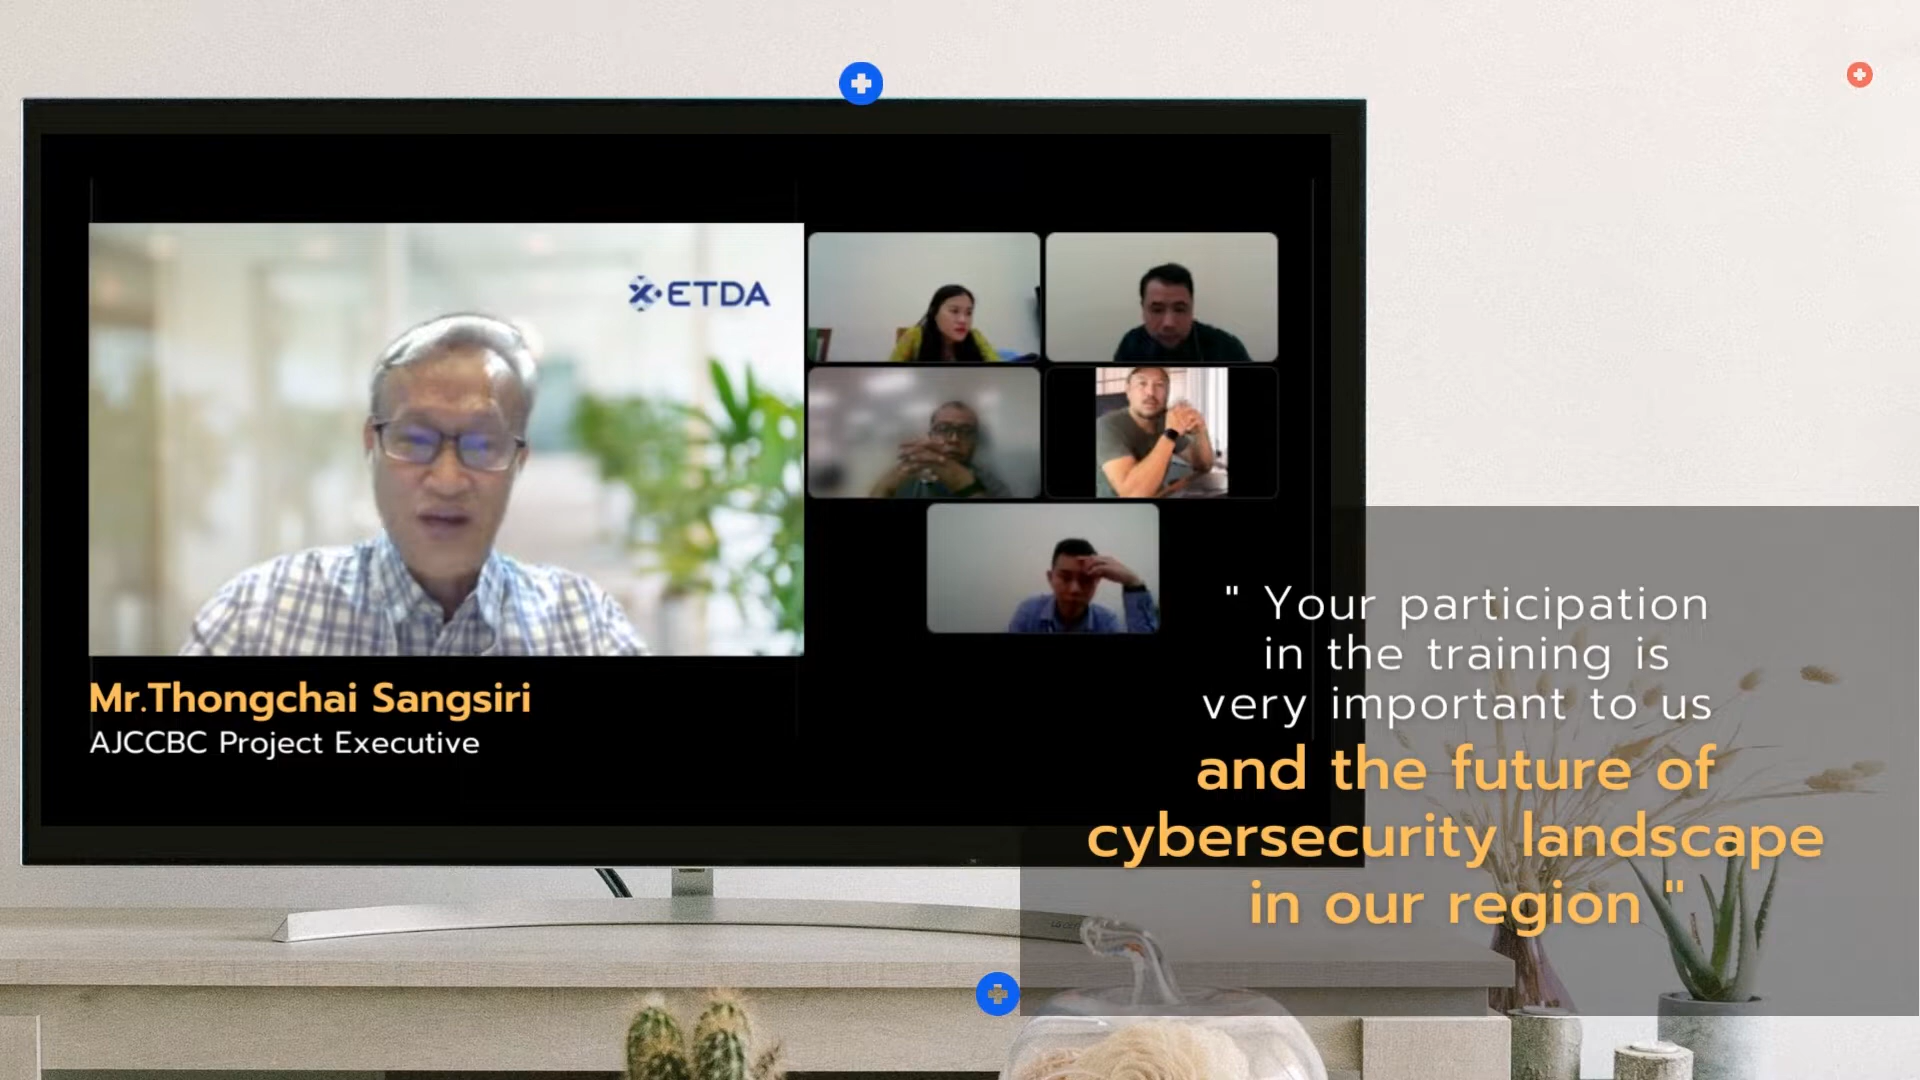 ETDA
Mr.Thongchai Sangsiri
AJCCBC Project Executive
" Your participation
in the training is
very important to us
and the future of
cybersecurity landscape
in our region "